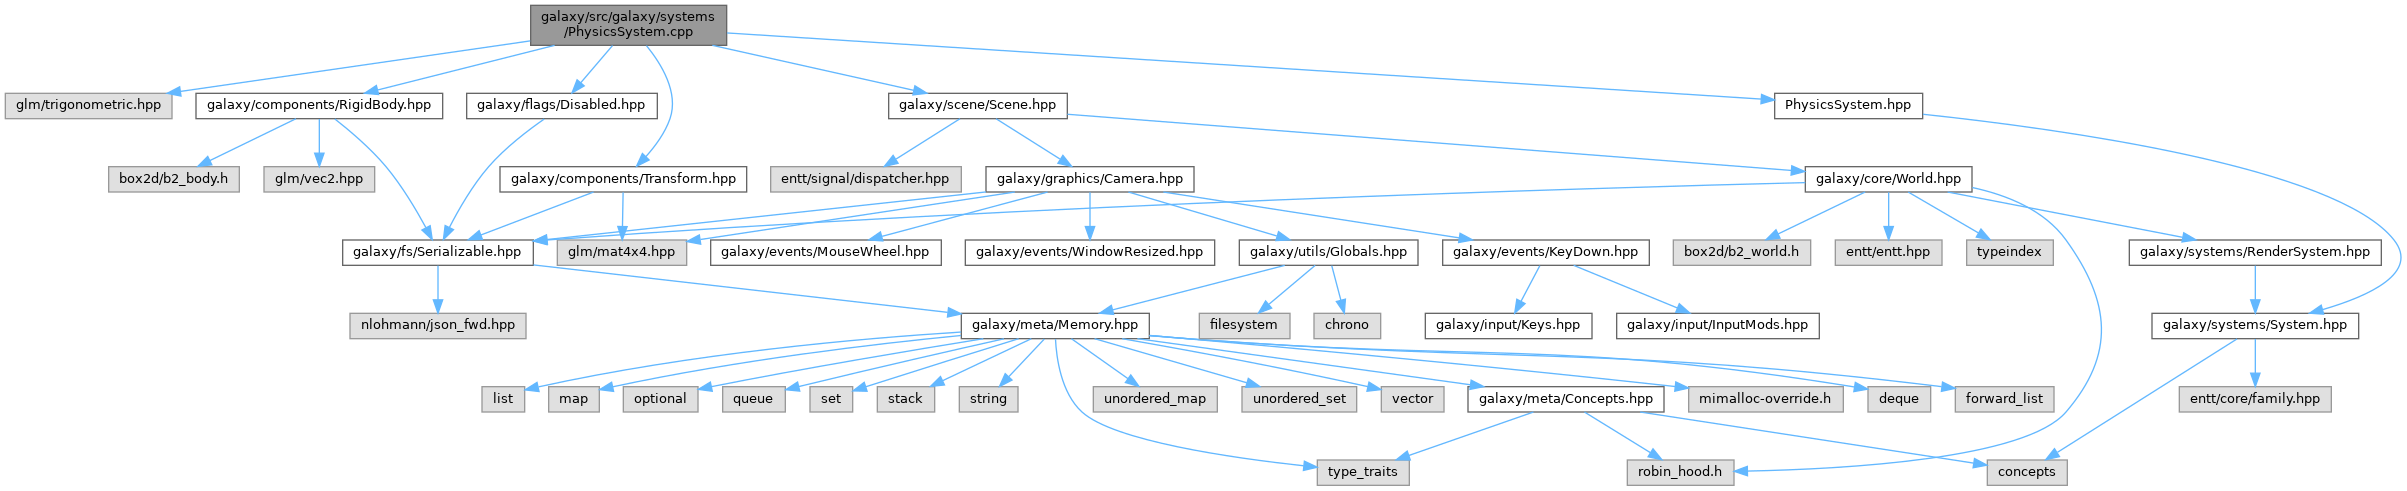 galaxy/src/galaxy/systems
/PhysicsSystem.cpp
glm/trigonometric.hpp
galaxy/components/RigidBody.hpp
galaxy/flags/Disabled.hpp
galaxy/scene/Scene.hpp
PhysicsSystem.hpp
box2d/b2_body.h
glm/vec2.hpp
galaxy/components/Transform.hpp
entt/signal/dispatcher.hpp
galaxy/graphics/Camera.hpp
galaxy/core/World.hpp
galaxy/fs/Serializable.hpp
glm/mat4x4.hpp
galaxy/events/MouseWheel.hpp
galaxy/events/WindowResized.hpp
galaxy/utils/Globals.hpp
galaxy/events/KeyDown.hpp
box2d/b2_world.h
entt/entt.hpp
typeindex
galaxy/systems/RenderSystem.hpp
nlohmann/json_fwd.hpp
galaxy/meta/Memory.hpp
filesystem
chrono
galaxy/input/Keys.hpp
galaxy/input/InputMods.hpp
galaxy/systems/System.hpp
list
map
optional
queue
set
stack
string
unordered_map
unordered_set
vector
galaxy/meta/Concepts.hpp
mimalloc-override.h
deque
forward_list
entt/core/family.hpp
type_traits
robin_hood.h
concepts